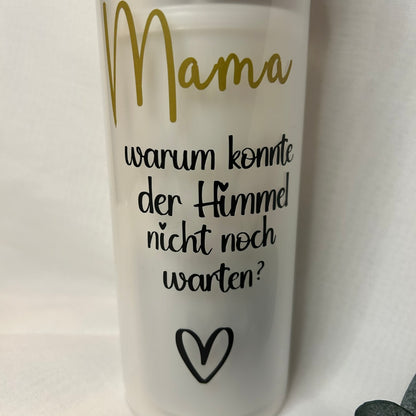 Mama
warum konnte
der Himmel
nicht noch
warten?